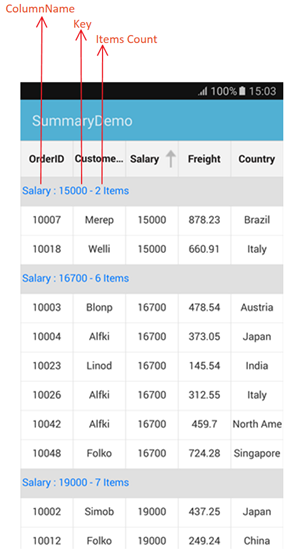 ColumnName
Key
Items Count
100% 15:03
SummaryDemo
OrderID Custome... Salary Freight Country
Salary : 15000 - 2 Items
10007 Merep 15000 878.23 Brazil
10018 Welli 15000 660.91 Italy
Salary : 16700 - 6 Items
10003 Blonp 16700 478.54 Austria
10004 Alfki 16700 373.05 Japan
10023 Linod 16700 145.54 India
10026 Alfki 16700 312.55 Italy
10042 Alfki 16700 459.7 North Ame
10048 Folko 16700 724.28 Singapore
Salary : 19000 - 7 Items
10002 Simob 19000 437.25 Japan
10012 Folko 19000 249.24 China